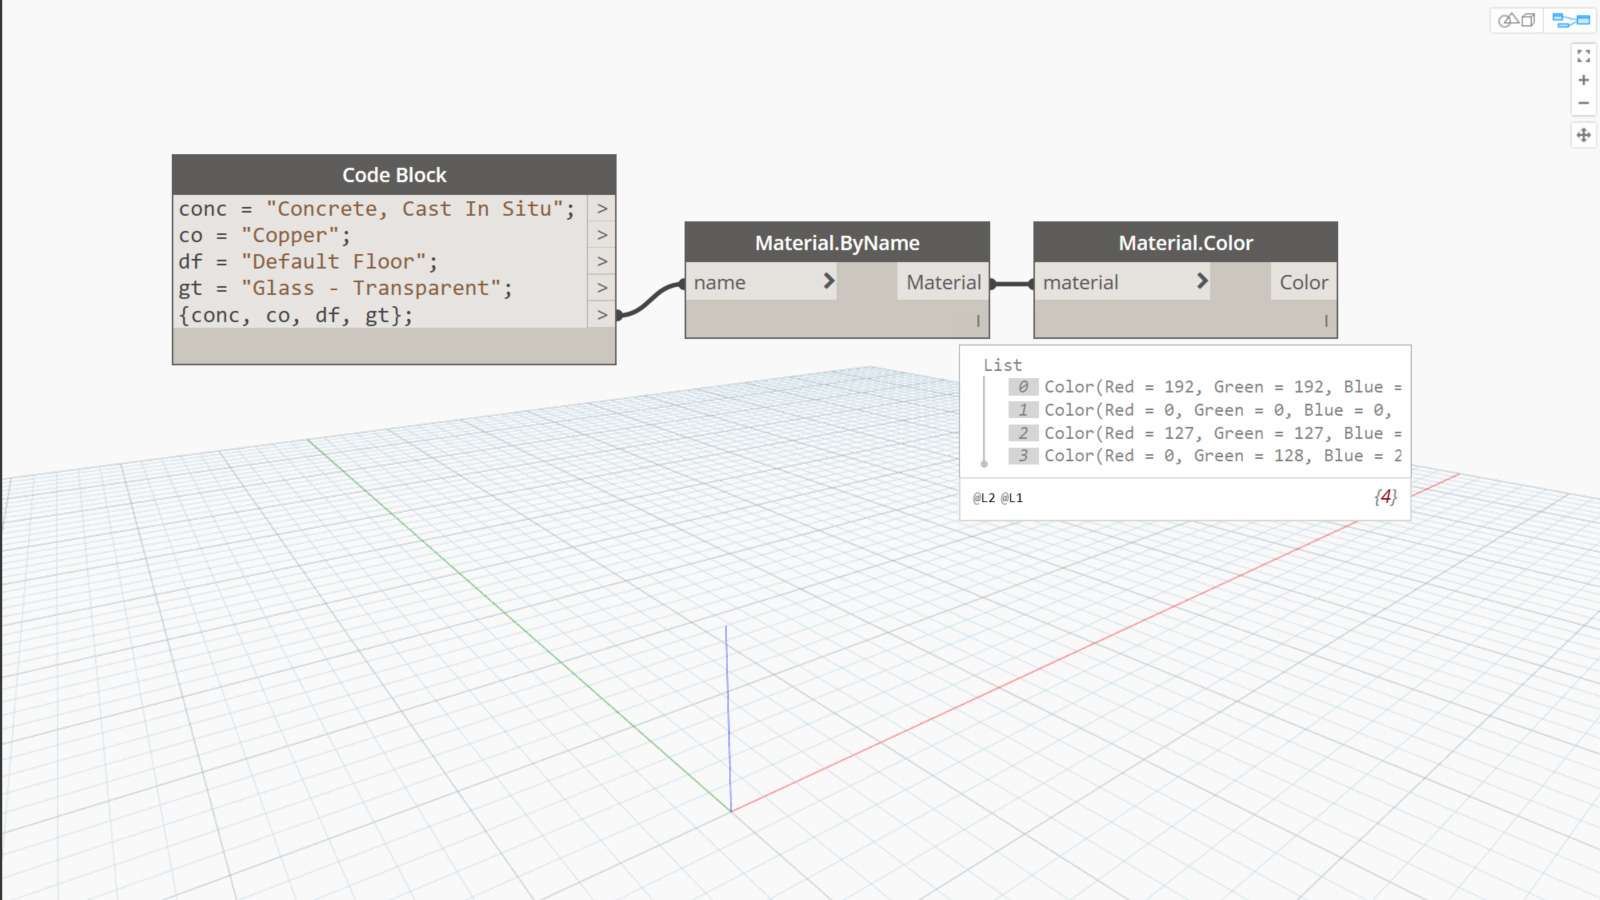 Code Block
conc = "Concrete, Cast In Situ"; >
co = "Copper"; >
df = "Default Floor"; >
gt = "Glass - Transparent"; >
{conc, co, df, gt}; >
Material.ByName
name > Material
l
Material.Color
material > Color
l
List
0 Color(Red = 192, Green = 192, Blue =
1 Color(Red = 0, Green = 0, Blue = 0,
2 Color(Red = 127, Green = 127, Blue =
3 Color(Red = 0, Green = 128, Blue = 2
@L2 @L1 {4}